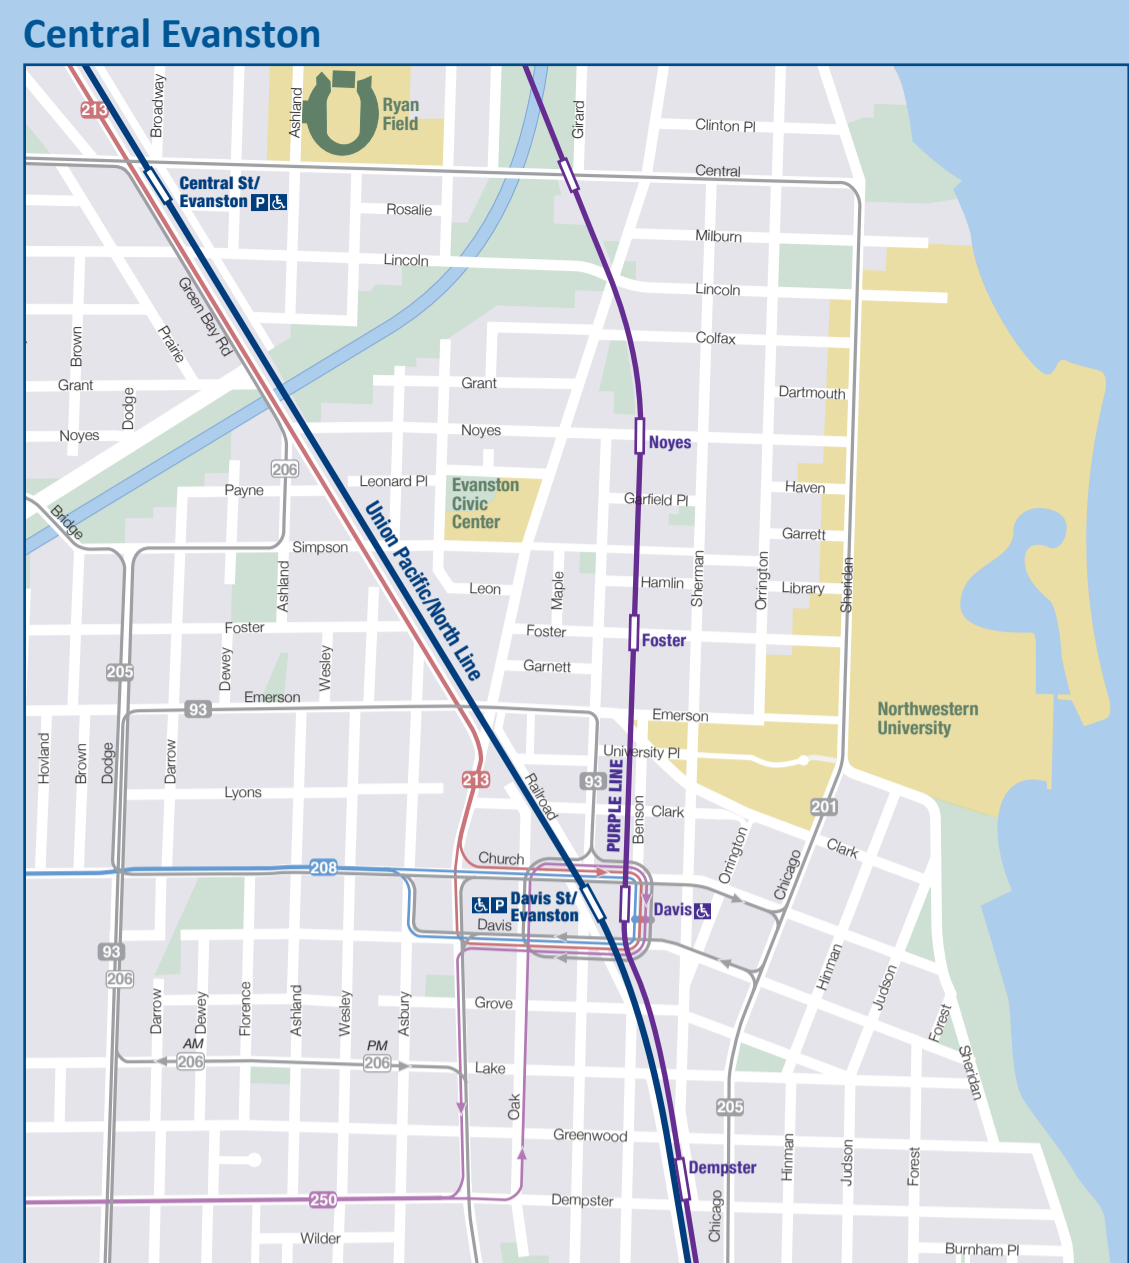 Central Evanston
213
Broadway
Ashland
Ryan
Field
Girard
Clinton Pl
Central
Central St/
Evanston P
Rosalie
Milburn
Lincoln
Lincoln
Green Bay Rd
Prairie
Brown
Colfax
Grant
Dodge
Grant
Dartmouth
Noyes
Noyes
Noyes
206
Payne
Leonard Pl
Evanston
Civic
Center
Garfield Pl
Haven
Bridge
Union Pacific/North Line
Garrett
Simpson
Ashland
Leon
Maple
Hamlin
Sherman
Orrington
Library
Sheridan
Foster
Foster
Foster
205
Dewey
Wesley
Garnett
Emerson
93
Emerson
Northwestern
University
Hovland
Brown
Dodge
Darrow
University Pl
213
Railroad
93
PURPLE LINE
Benson
Lyons
Clark
201
Orrington
Chicago
Clark
Church
208
P Davis St/
Evanston
Davis
Davis
93
206
Hinman
Judson
Forest
Sheridan
Darrow
Dewey
Florence
Ashland
Wesley
Asbury
Grove
AM
206
PM
206
Lake
Oak
205
Greenwood
Hinman
Judson
Forest
Dempster
250
Dempster
Chicago
Wilder
Burnham Pl